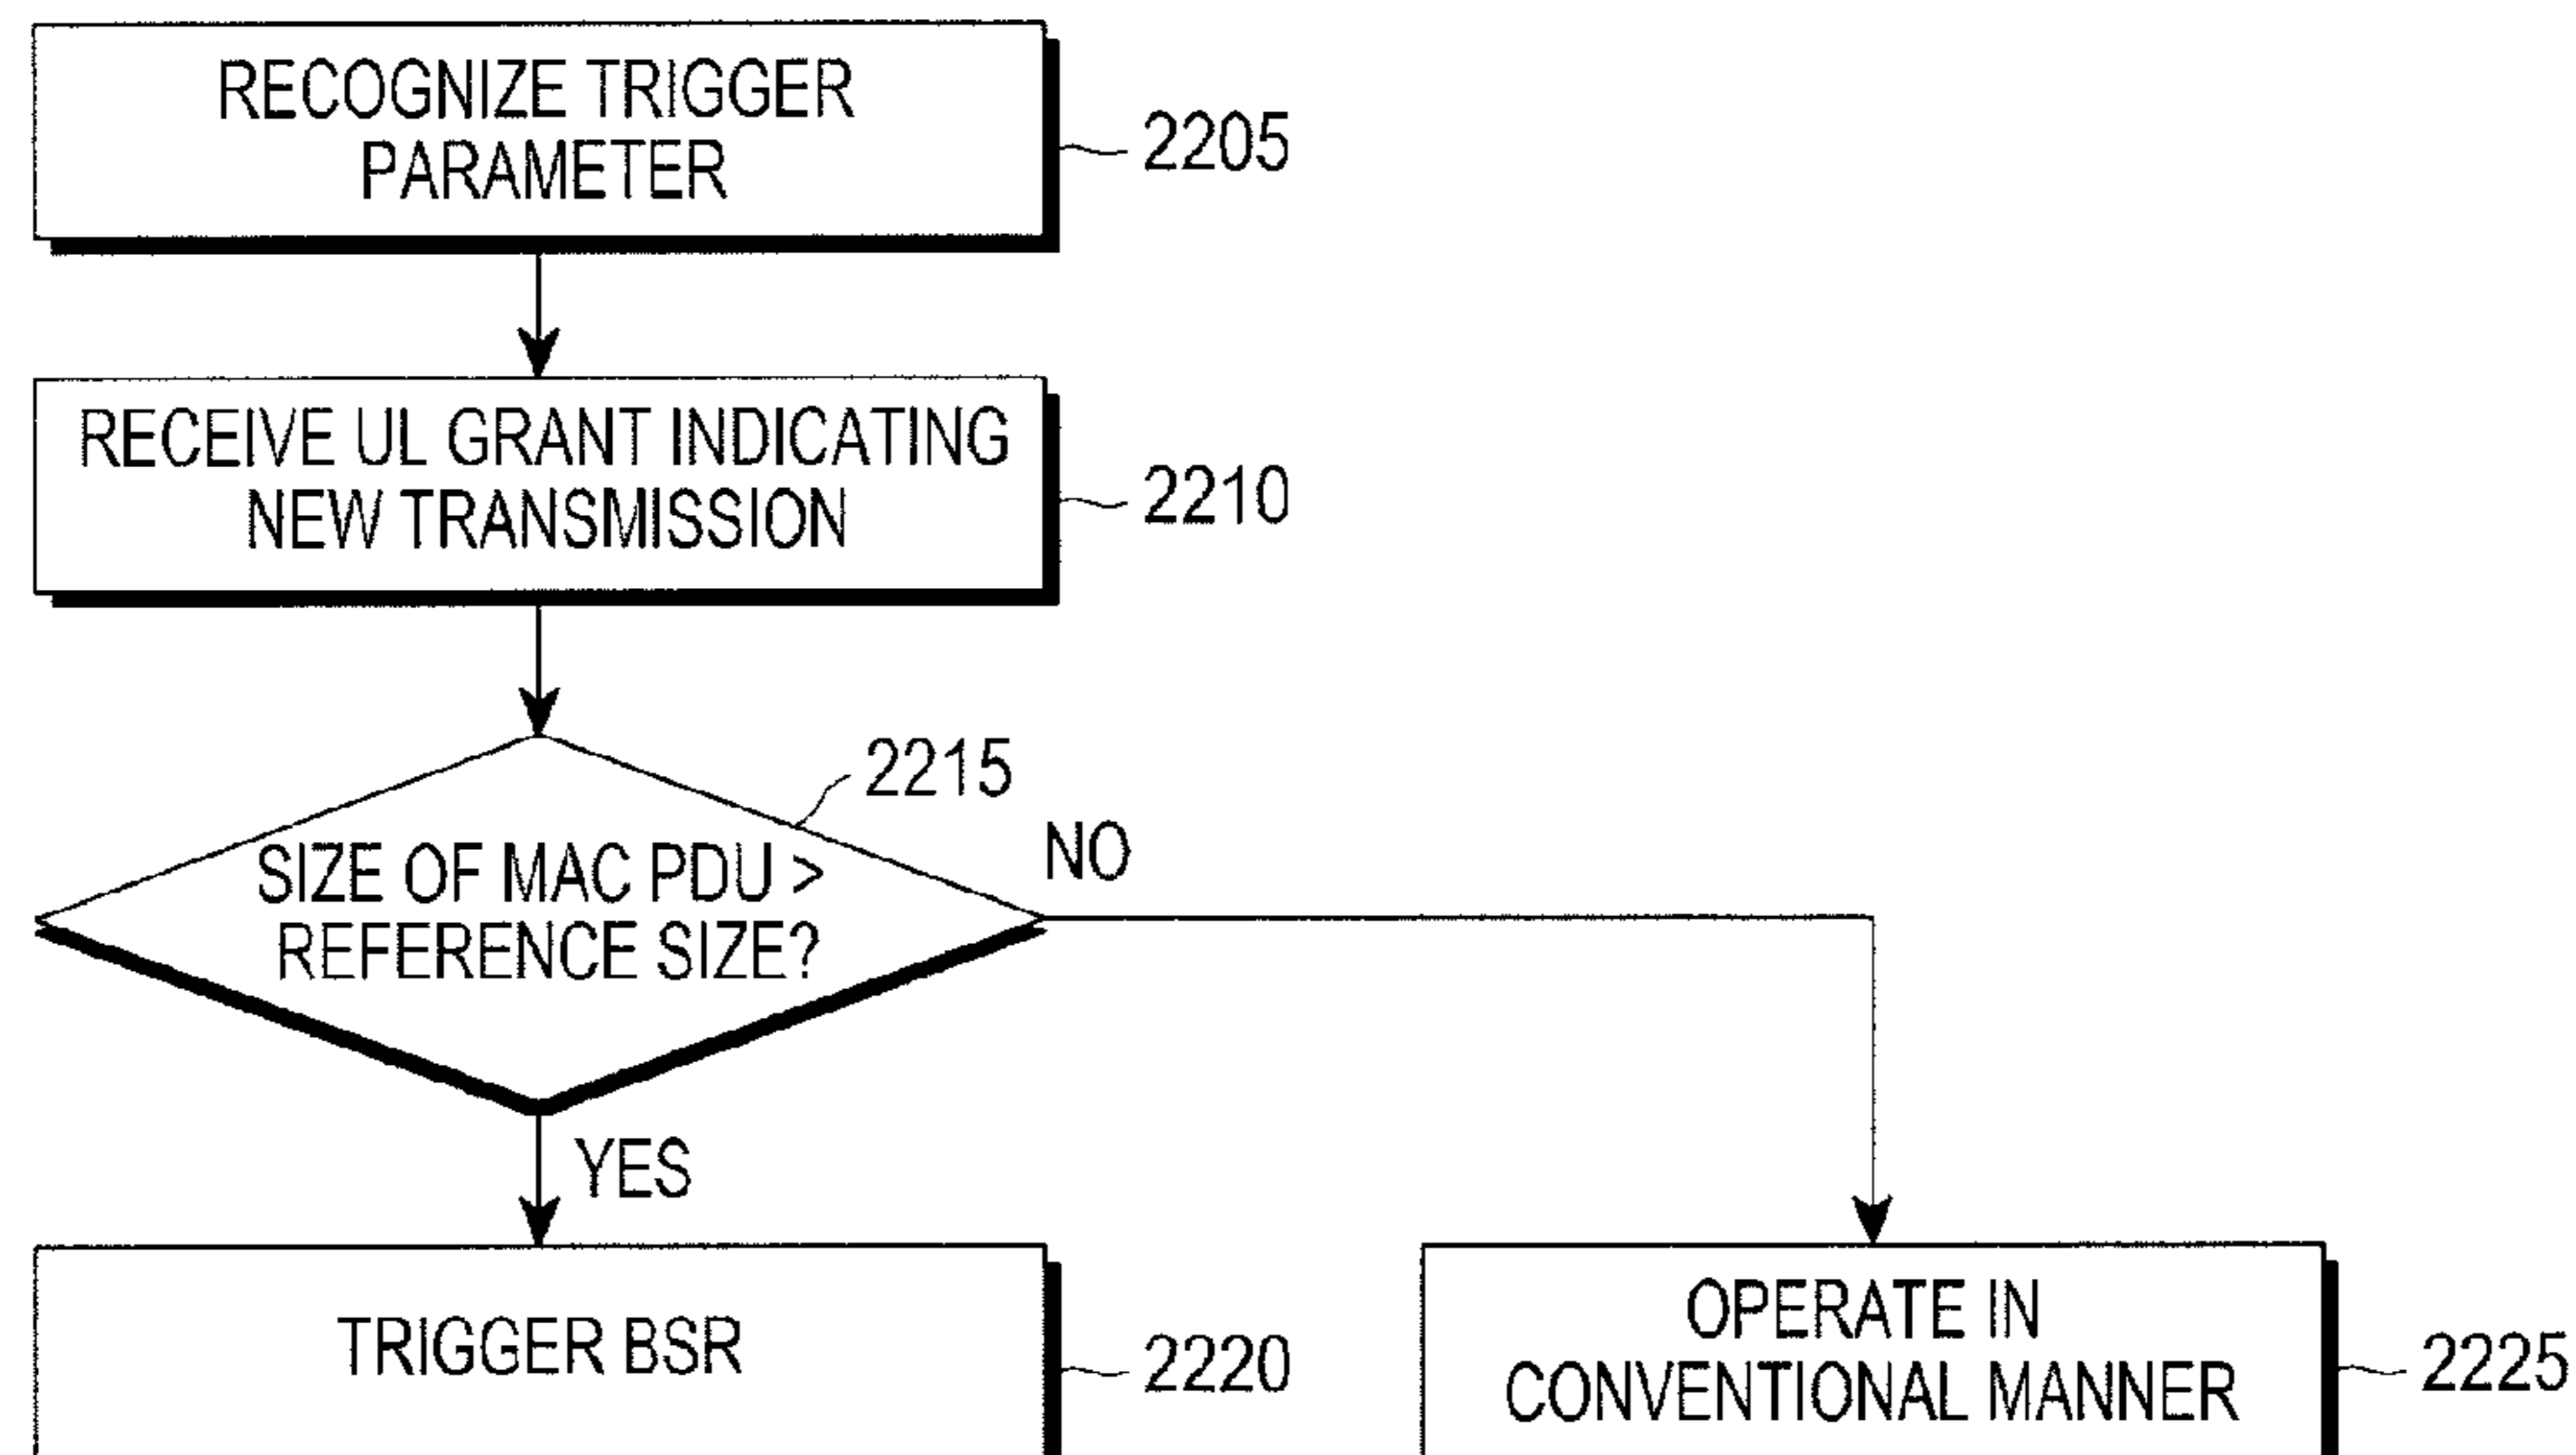 RECOGNIZE TRIGGER
PARAMETER
2205
RECEIVE UL GRANT INDICATING
NEW TRANSMISSION
2210
2215
SIZE OF MAC PDU >
REFERENCE SIZE?
NO
YES
TRIGGER BSR
2220
OPERATE IN
CONVENTIONAL MANNER
2225